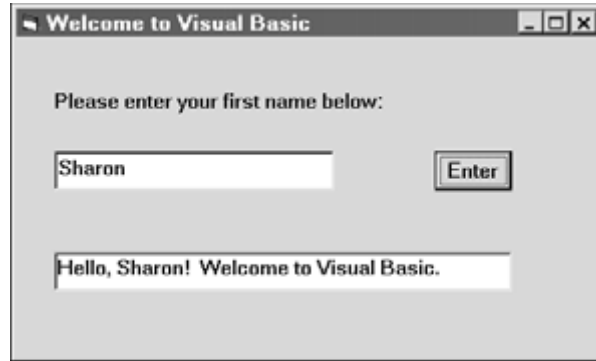 Welcome to Visual Basic
Please enter your first name below:
Sharon
Enter
Hello, Sharon! Welcome to Visual Basic.